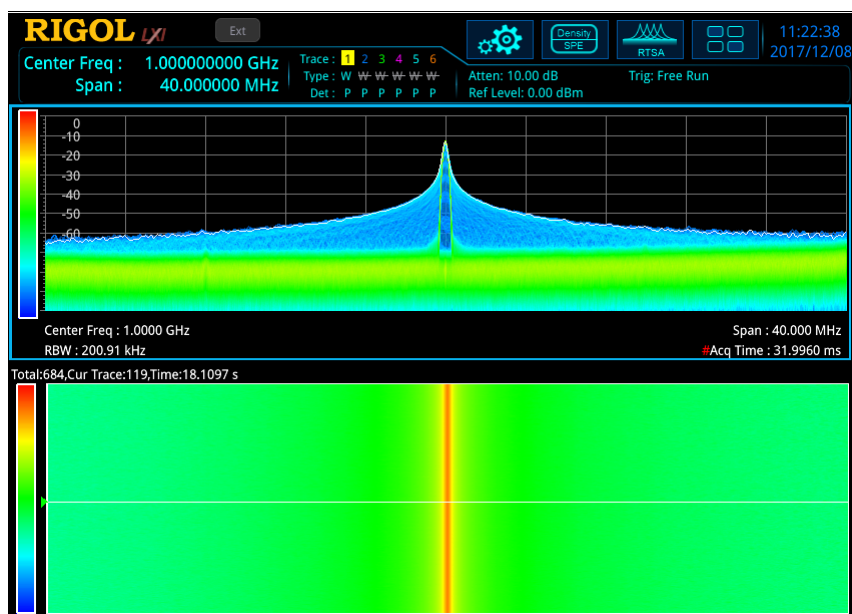 RIGOL LXI Ext
Density
SPE
RTSA
11:22:38
2017/12/08
Center Freq : 1.000000000 GHz
Span : 40.000000 MHz
Trace : 1 2 3 4 5 6
Type : W W W W W W
Det : P P P P P P
Atten: 10.00 dB
Ref Level: 0.00 dBm
Trig: Free Run
0
-10
-20
-30
-40
-50
-60
Center Freq : 1.0000 GHz
Span : 40.000 MHz
RBW : 200.91 kHz
#Acq Time : 31.9960 ms
Total:684,Cur Trace:119,Time:18.1097 s